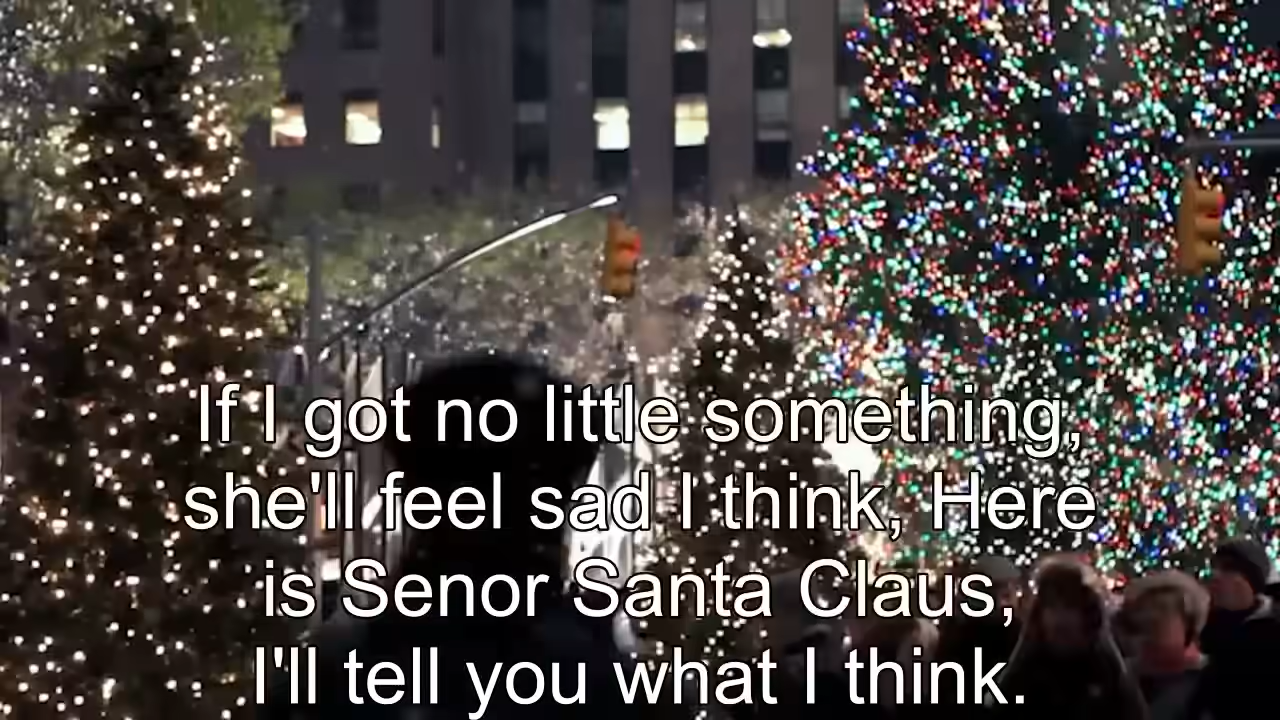 If I got no little something,
she'll feel sad I think, Here
is Senor Santa Claus,
I'll tell you what I think.